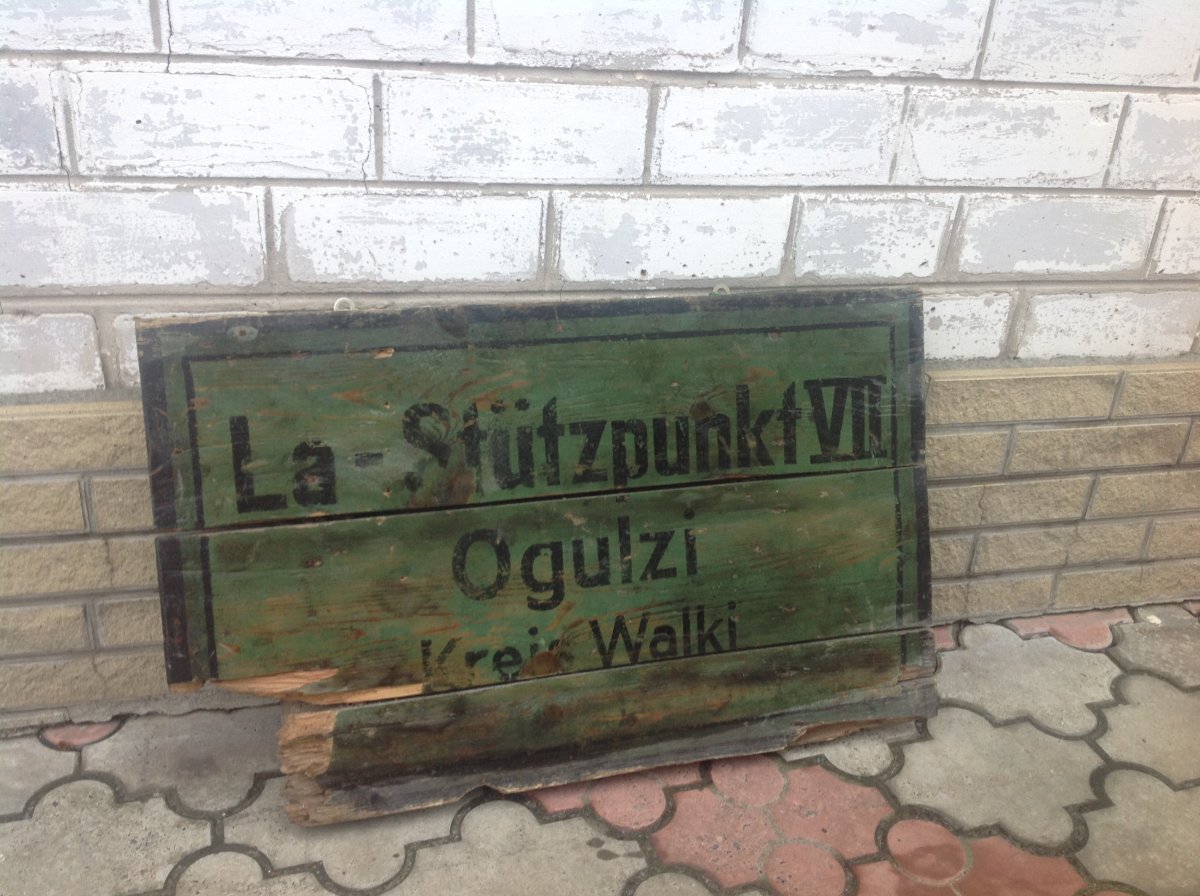 La-Stützpunkt VII
Ogulzi
Kreis Walki